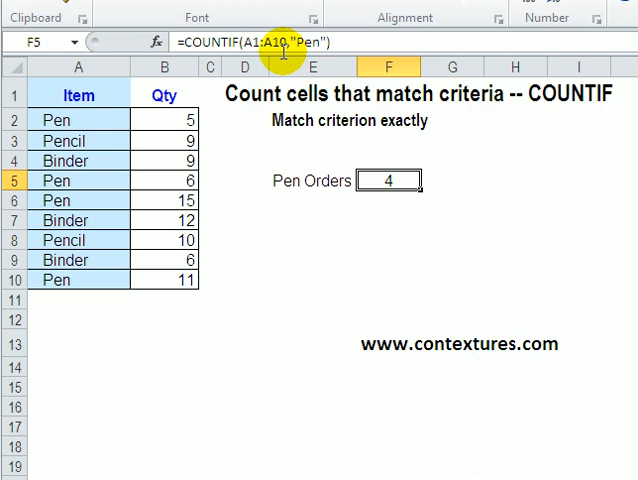 Clipboard Font Alignment Number
F5 fx =COUNTIF(A1:A10,"Pen")
A B C D E F G H I
1 Item Qty Count cells that match criteria -- COUNTIF
2 Pen 5 Match criterion exactly
3 Pencil 9
4 Binder 9
5 Pen 6 Pen Orders 4
6 Pen 15
7 Binder 12
8 Pencil 10
9 Binder 6
10 Pen 11
11
12
13 www.contextures.com
14
15
16
17
18
19